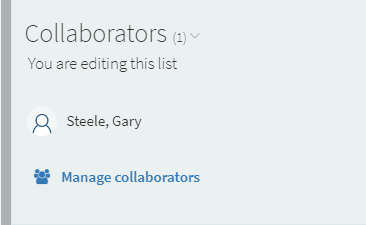 Collaborators (1)
You are editing this list
Steele, Gary
Manage collaborators